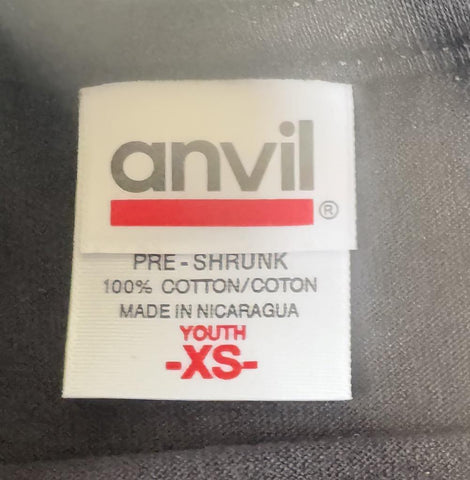 anvil
®
PRE-SHRUNK
100% COTTON/COTON
MADE IN NICARAGUA
YOUTH
-XS-